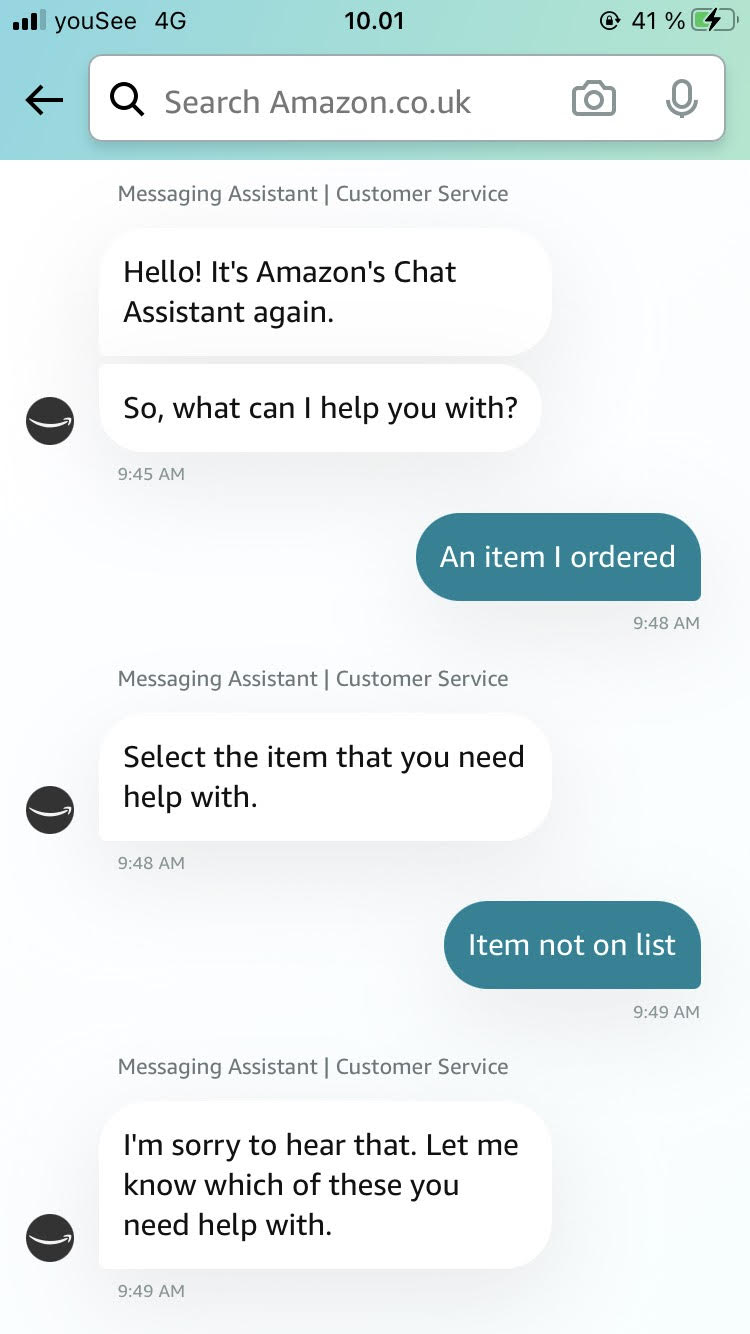 youSee 4G 10.01 41 %
Search Amazon.co.uk
Messaging Assistant | Customer Service
Hello! It's Amazon's Chat
Assistant again.
So, what can I help you with?
9:45 AM
An item I ordered
9:48 AM
Messaging Assistant | Customer Service
Select the item that you need
help with.
9:48 AM
Item not on list
9:49 AM
Messaging Assistant | Customer Service
I'm sorry to hear that. Let me
know which of these you
need help with.
9:49 AM